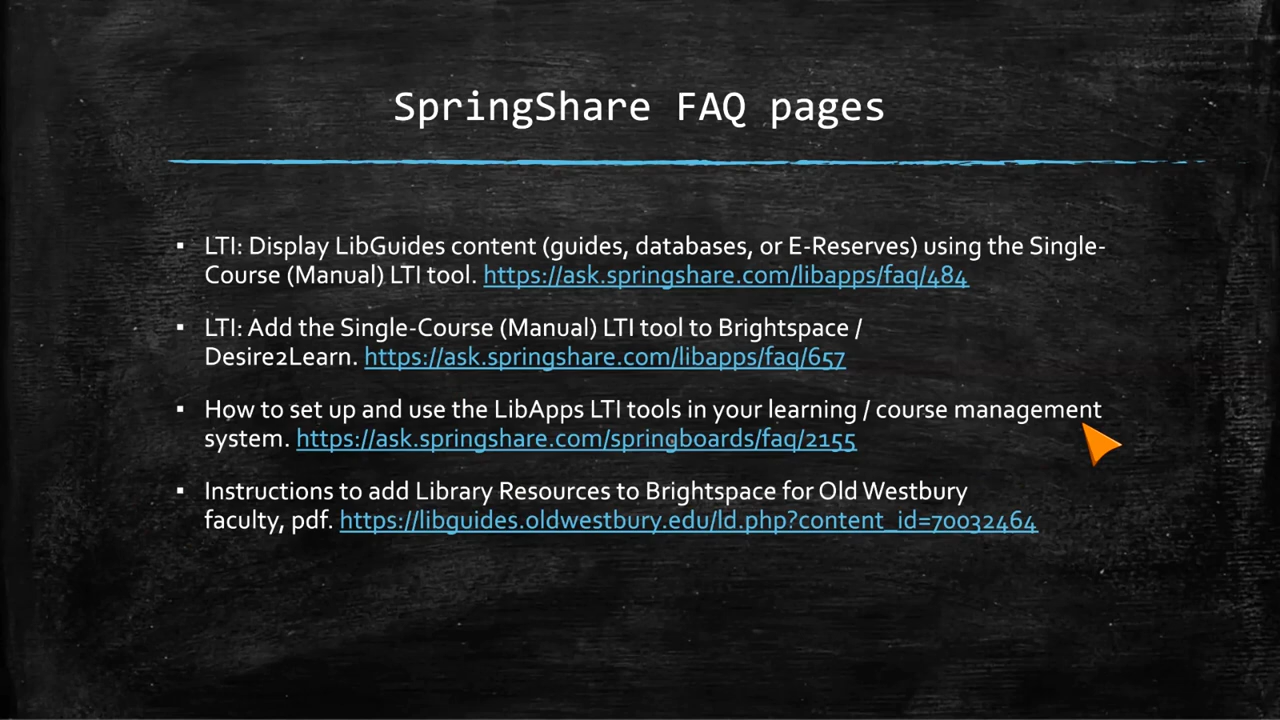 SpringShare FAQ pages
▪ LTI: Display LibGuides content (guides, databases, or E-Reserves) using the Single-
Course (Manual) LTI tool. https://ask.springshare.com/libapps/faq/484
▪ LTI: Add the Single-Course (Manual) LTI tool to Brightspace /
Desire2Learn. https://ask.springshare.com/libapps/faq/657
▪ How to set up and use the LibApps LTI tools in your learning / course management
system. https://ask.springshare.com/springboards/faq/2155
▪ Instructions to add Library Resources to Brightspace for Old Westbury
faculty, pdf. https://libguides.oldwestbury.edu/ld.php?content_id=70032464